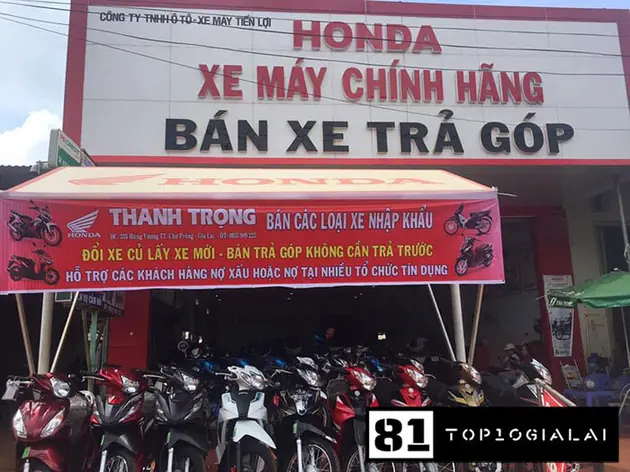 CÔNG TY TNHH Ô TÔ - XE MÁY TIẾN LỢI
HONDA
XE MÁY CHÍNH HÃNG
BÁN XE TRẢ GÓP
HONDA
HONDA
THANH TRỌNG BÁN CÁC LOẠI XE NHẬP KHẨU
ĐỔI XE CŨ LẤY XE MỚI - BÁN TRẢ GÓP KHÔNG CẦN TRẢ TRƯỚC
HỖ TRỢ CÁC KHÁCH HÀNG NỢ XẤU HOẶC NỢ TẠI NHIỀU TỔ CHỨC TÍN DỤNG
81 TOP10GIALAI